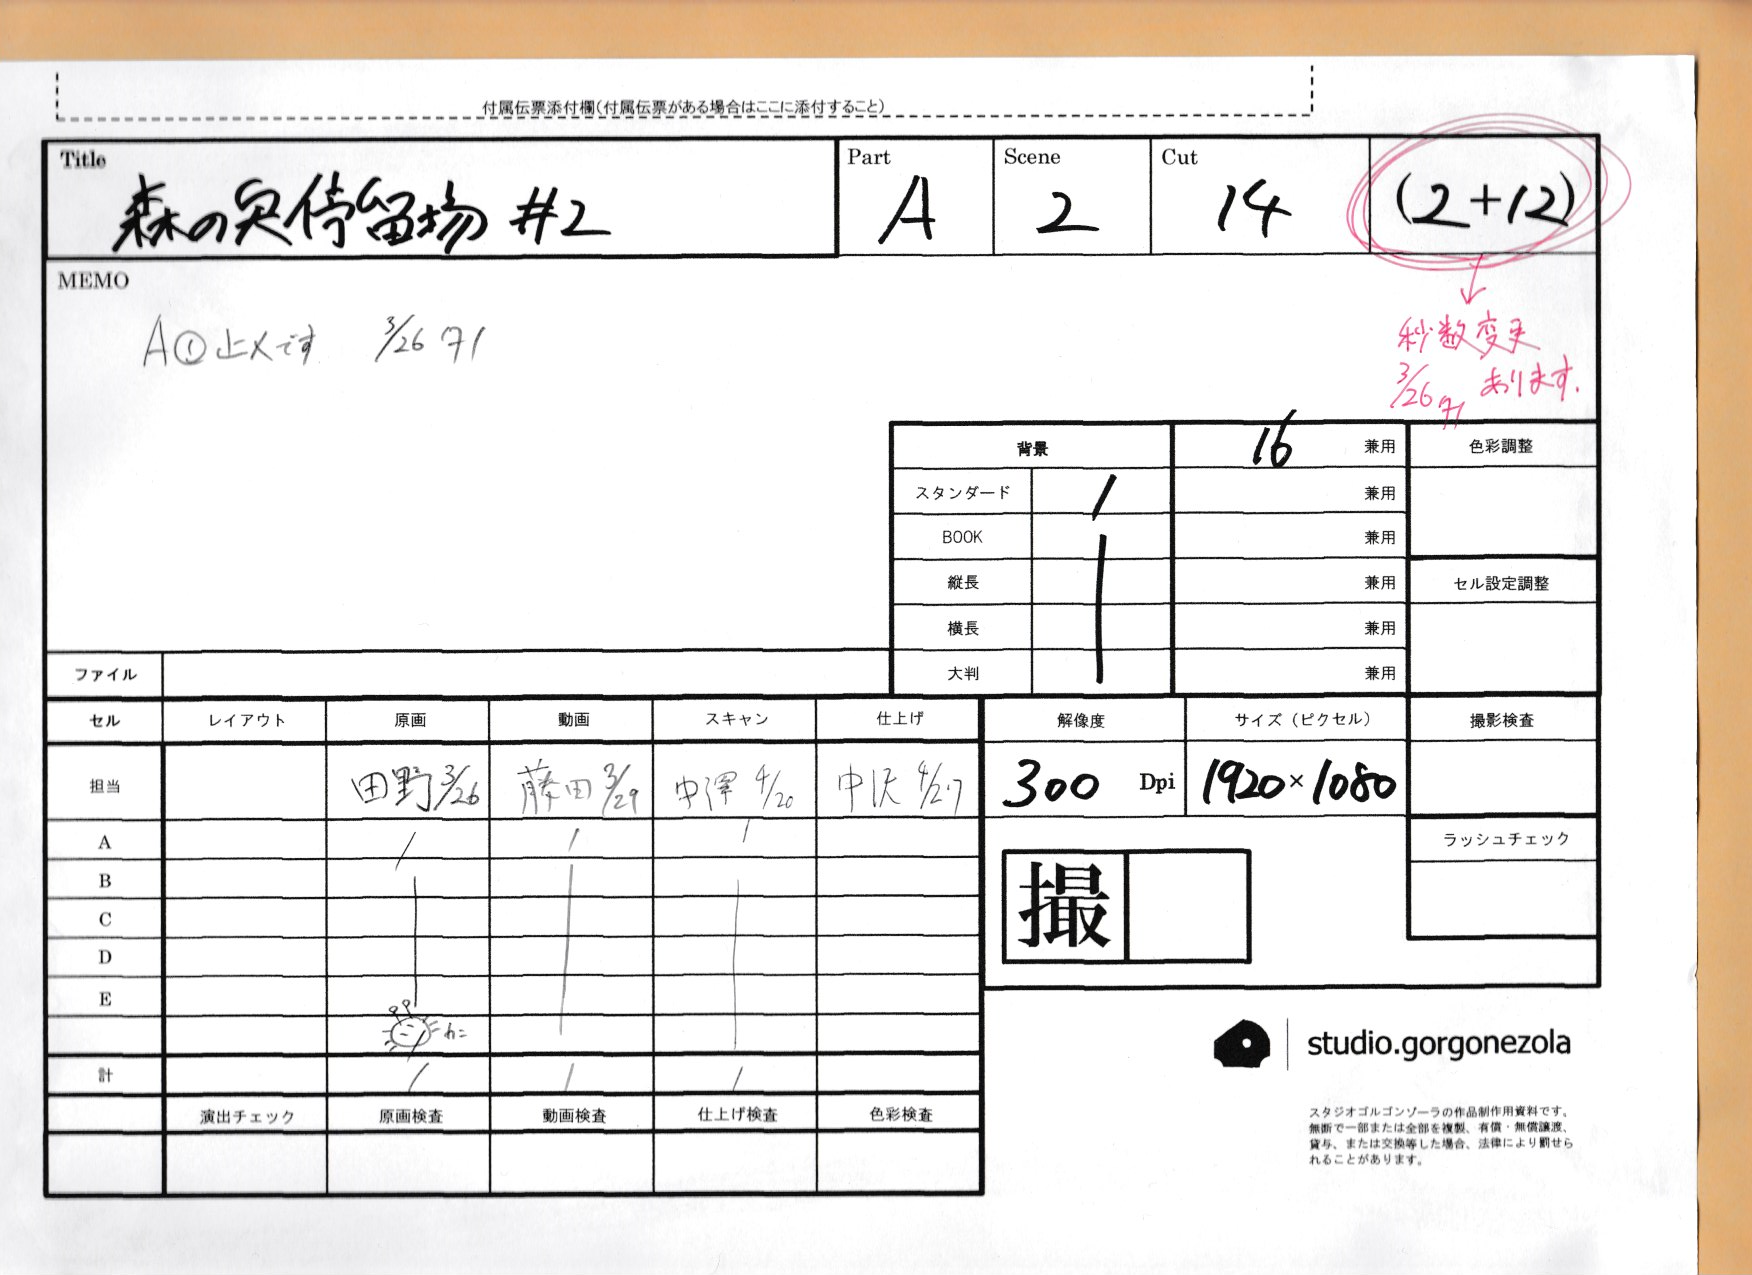 付属伝票添付欄(付属伝票がある場合はここに添付すること)
Title
森の奥停留場 #2
Part
A
Scene
2
Cut
14
(2+12)
MEMO
A①止メです 3/26 タノ
秒数変更
あります.
3/26 タノ
背景 16 兼用 色彩調整
スタンダード / 兼用
BOOK 兼用
縦長 兼用 セル設定調整
横長 兼用
大判 兼用
ファイル
セル レイアウト 原画 動画 スキャン 仕上げ 解像度 サイズ(ピクセル) 撮影検査
担当 田野 3/26 藤田 3/29 中澤 4/20 中沢 4/27 300 Dpi 1920×1080
A / / / ラッシュチェック
B
C
D
E
撮
計 / / /
演出チェック 原画検査 動画検査 仕上げ検査 色彩検査
studio.gorgonezola
スタジオゴルゴンゾーラの作品制作用資料です。
無断で一部または全部を複製、有償・無償譲渡、
貸与、または交換等した場合、法律により罰せら
れることがあります。